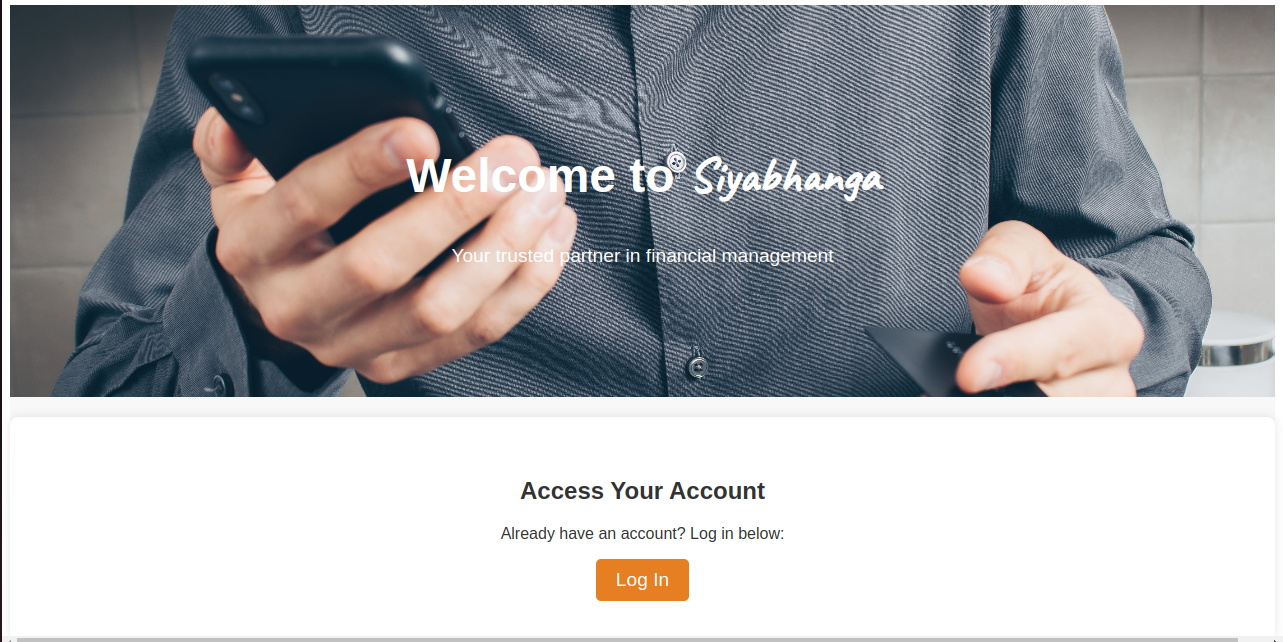 Welcome to Siyabhanga
Your trusted partner in financial management
Access Your Account
Already have an account? Log in below:
Log In